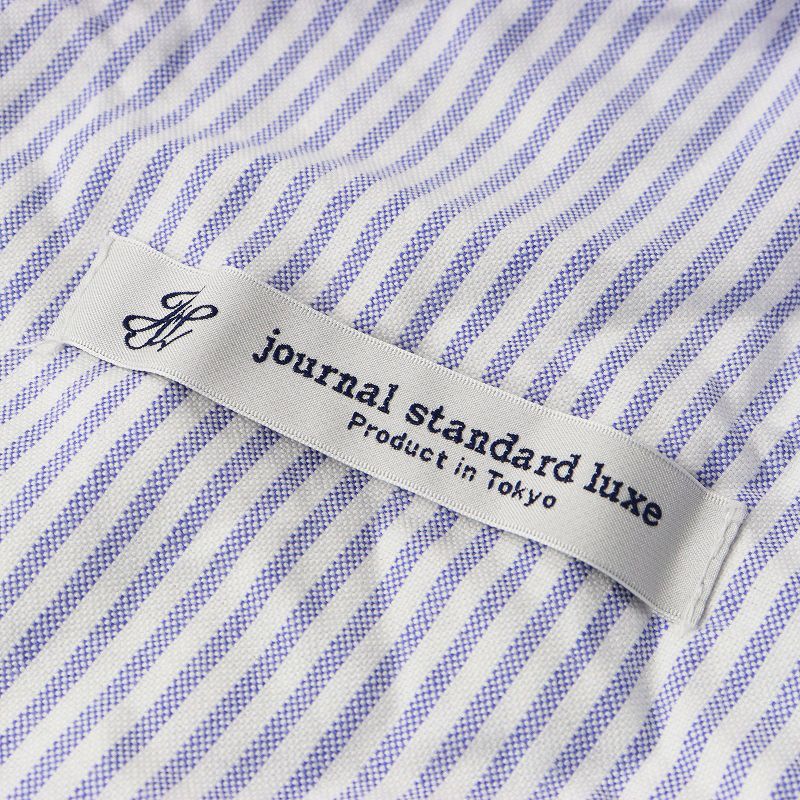 journal standard luxe
Product in Tokyo